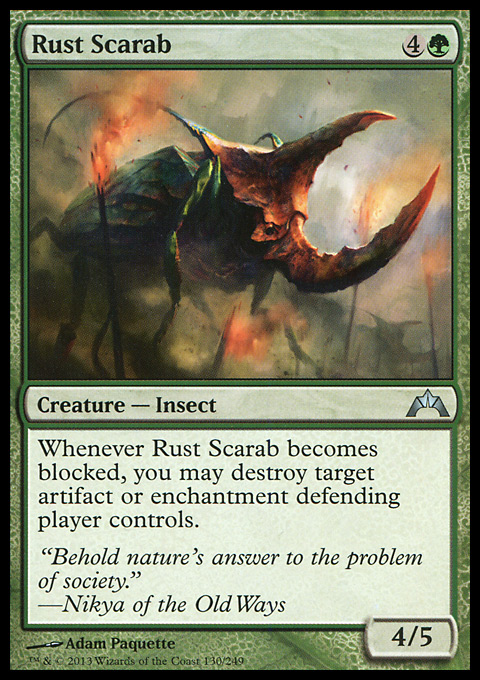 Rust Scarab 4
Creature — Insect
Whenever Rust Scarab becomes
blocked, you may destroy target
artifact or enchantment defending
player controls.
“Behold nature’s answer to the problem
of society.”
—Nikya of the Old Ways
4/5
Adam Paquette
™ & © 2013 Wizards of the Coast 130/249